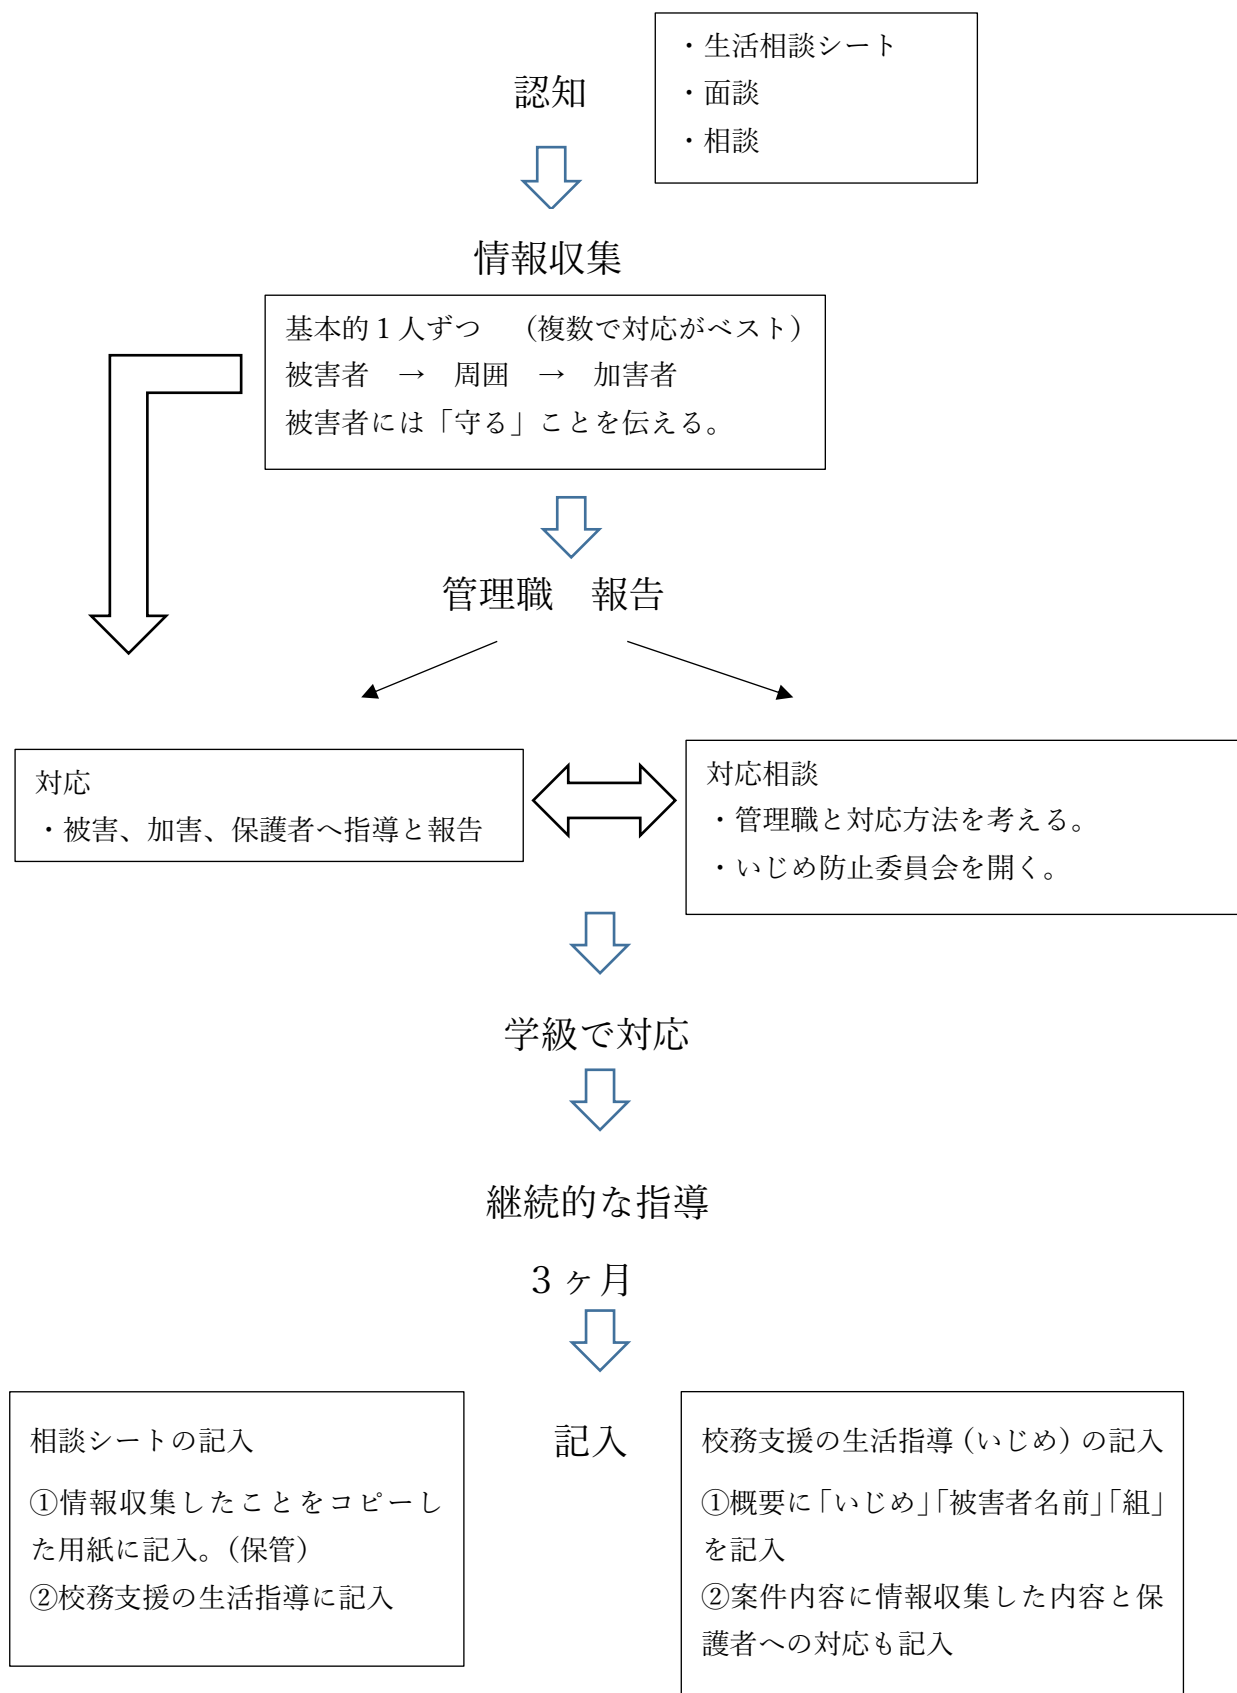 認知
・生活相談シート
・面談
・相談
情報収集
基本的１人ずつ　（複数で対応がベスト）
被害者　→　周囲　→　加害者
被害者には「守る」ことを伝える。
管理職　報告
対応
・被害、加害、保護者へ指導と報告
対応相談
・管理職と対応方法を考える。
・いじめ防止委員会を開く。
学級で対応
継続的な指導
３ヶ月
相談シートの記入
①情報収集したことをコピーし
た用紙に記入。（保管）
②校務支援の生活指導に記入
記入
校務支援の生活指導（いじめ）の記入
①概要に「いじめ」「被害者名前」「組」
を記入
②案件内容に情報収集した内容と保
護者への対応も記入